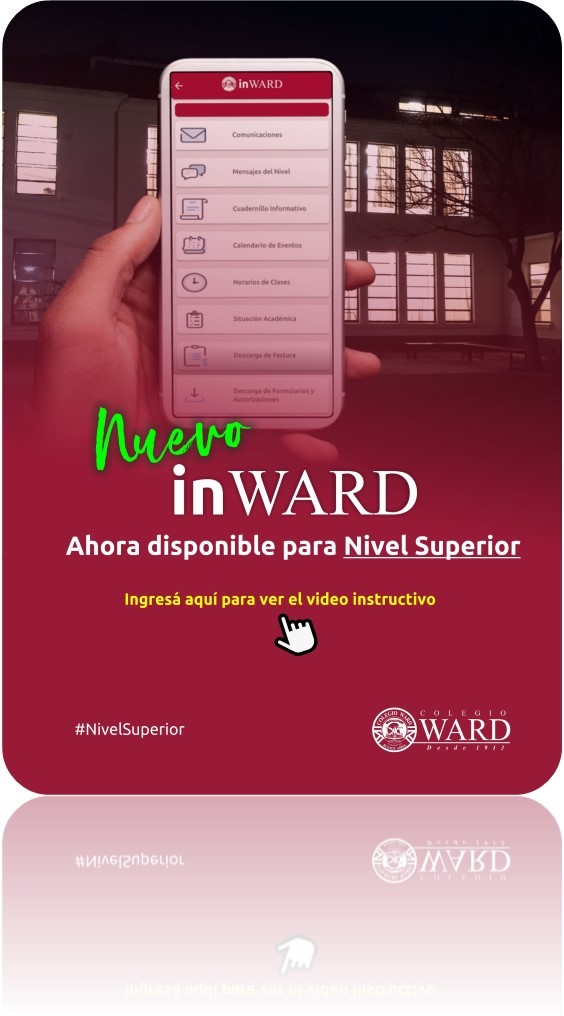 inWARD
Comunicaciones
Mensajes del Nivel
Cuadernillo Informativo
Calendario de Eventos
Horarios de Clases
Situación Académica
Descarga de Factura
Descarga de Formularios y
Autorizaciones
Nuevo
inWARD
Ahora disponible para Nivel Superior
Ingresá aquí para ver el video instructivo
#NivelSuperior
COLEGIO
WARD
Desde 1913